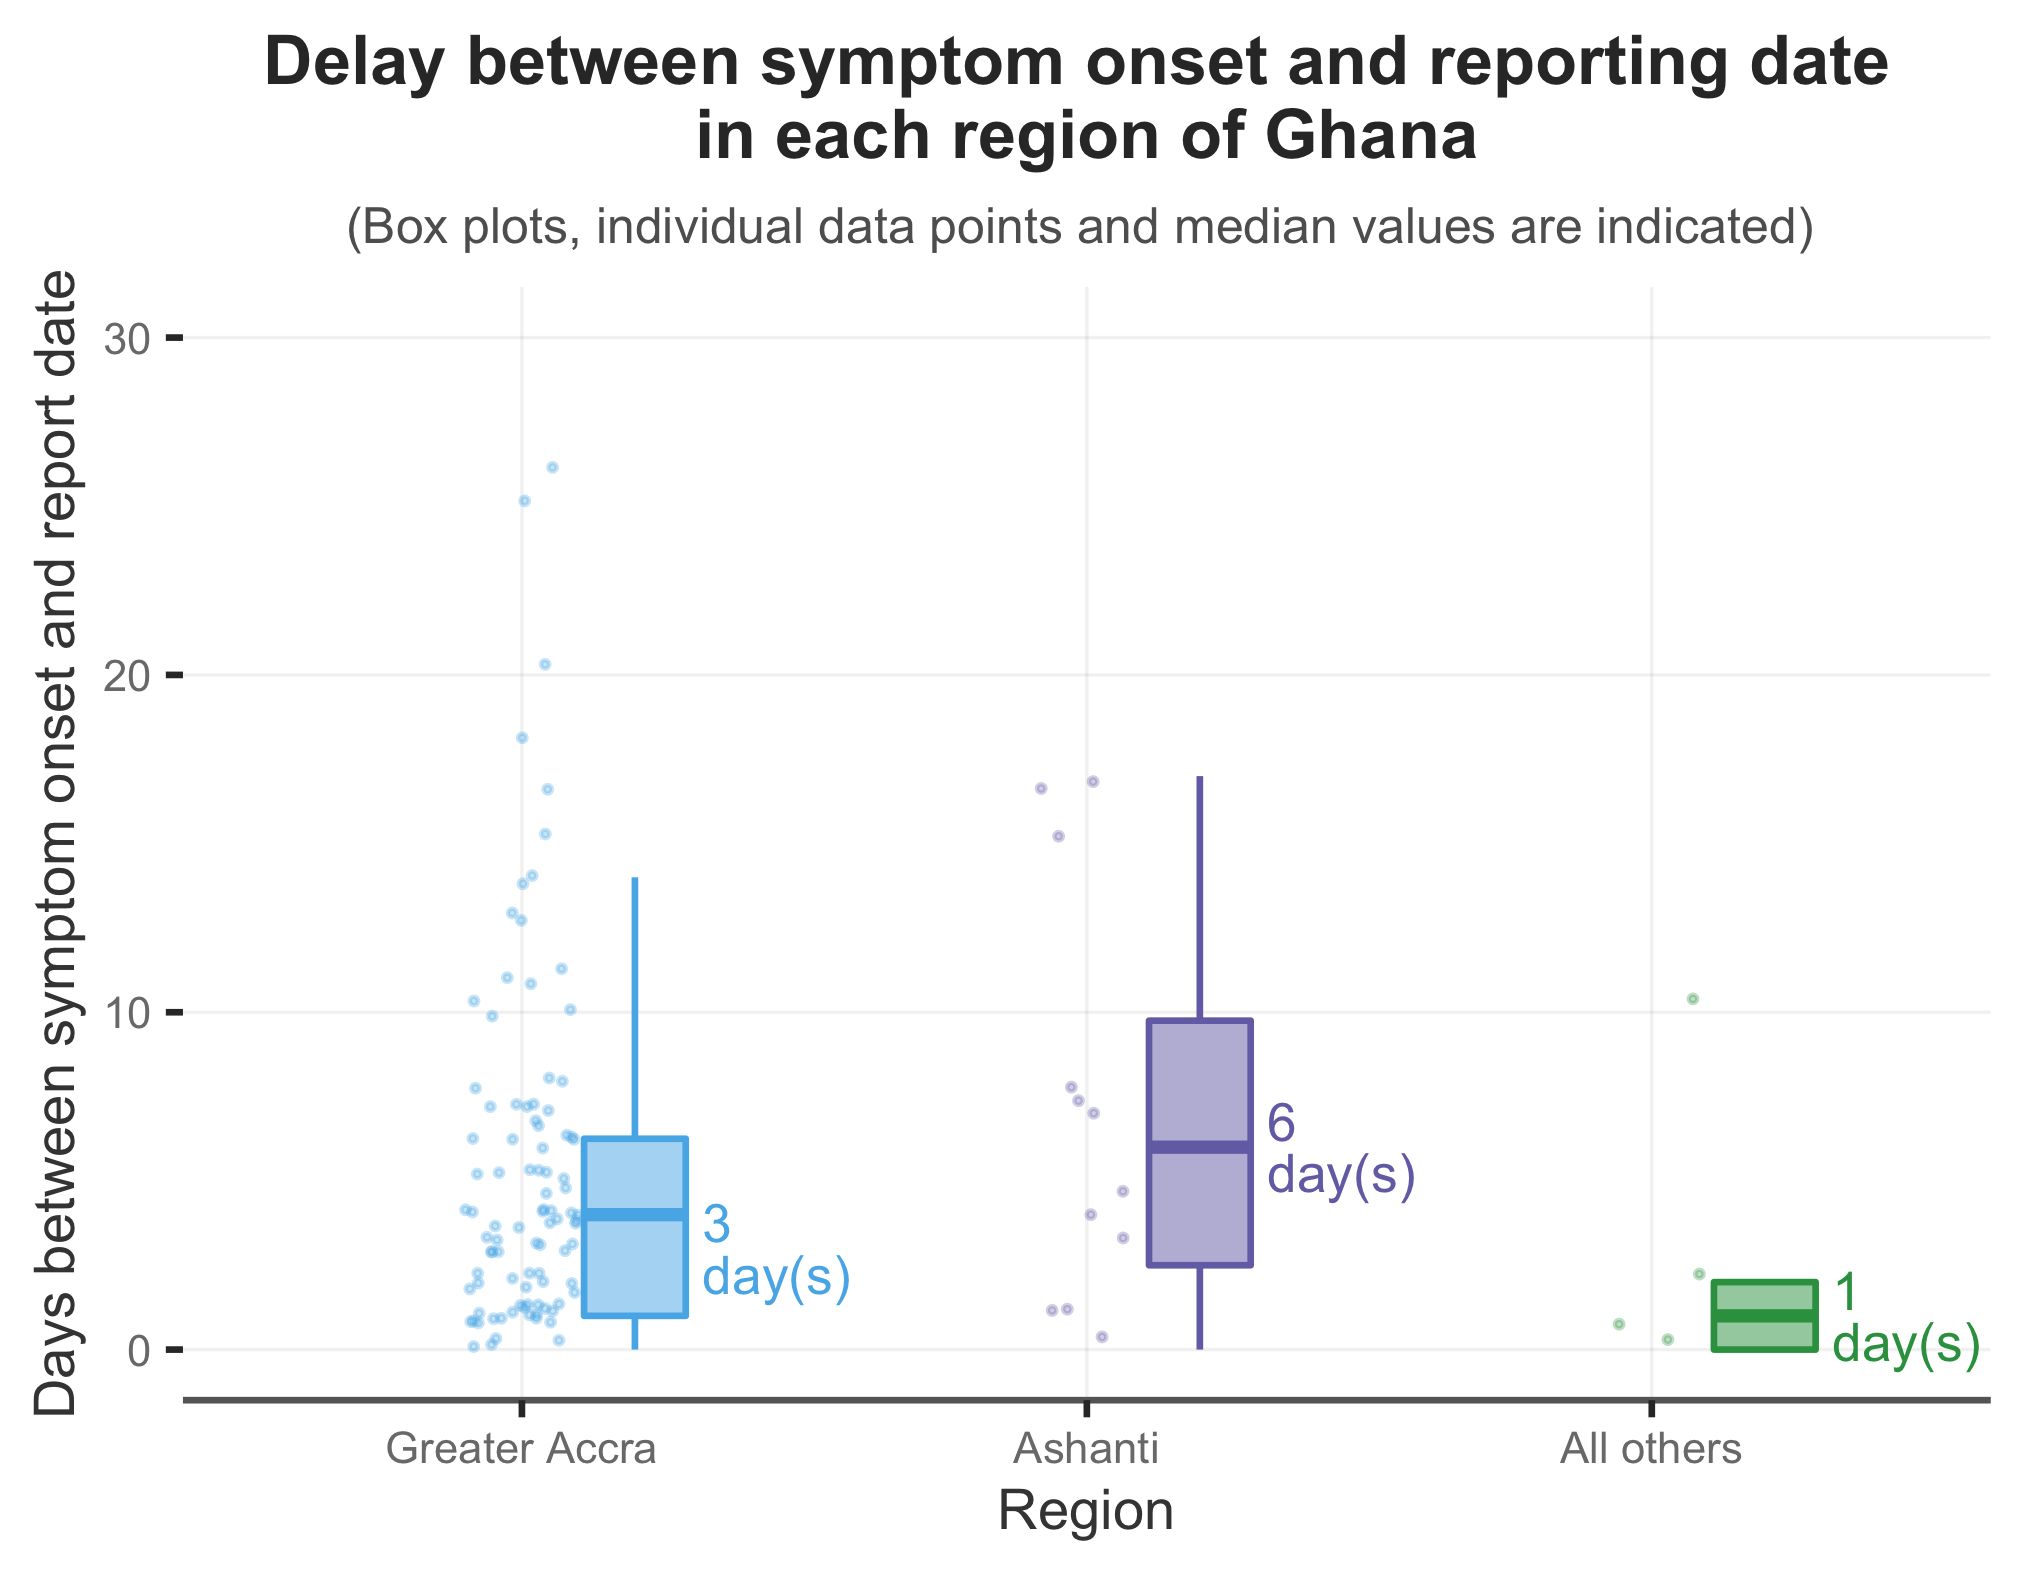 Delay between symptom onset and reporting date
in each region of Ghana
(Box plots, individual data points and median values are indicated)
Days between symptom onset and report date
30
20
10
0
3
day(s)
6
day(s)
1
day(s)
Greater Accra
Ashanti
All others
Region